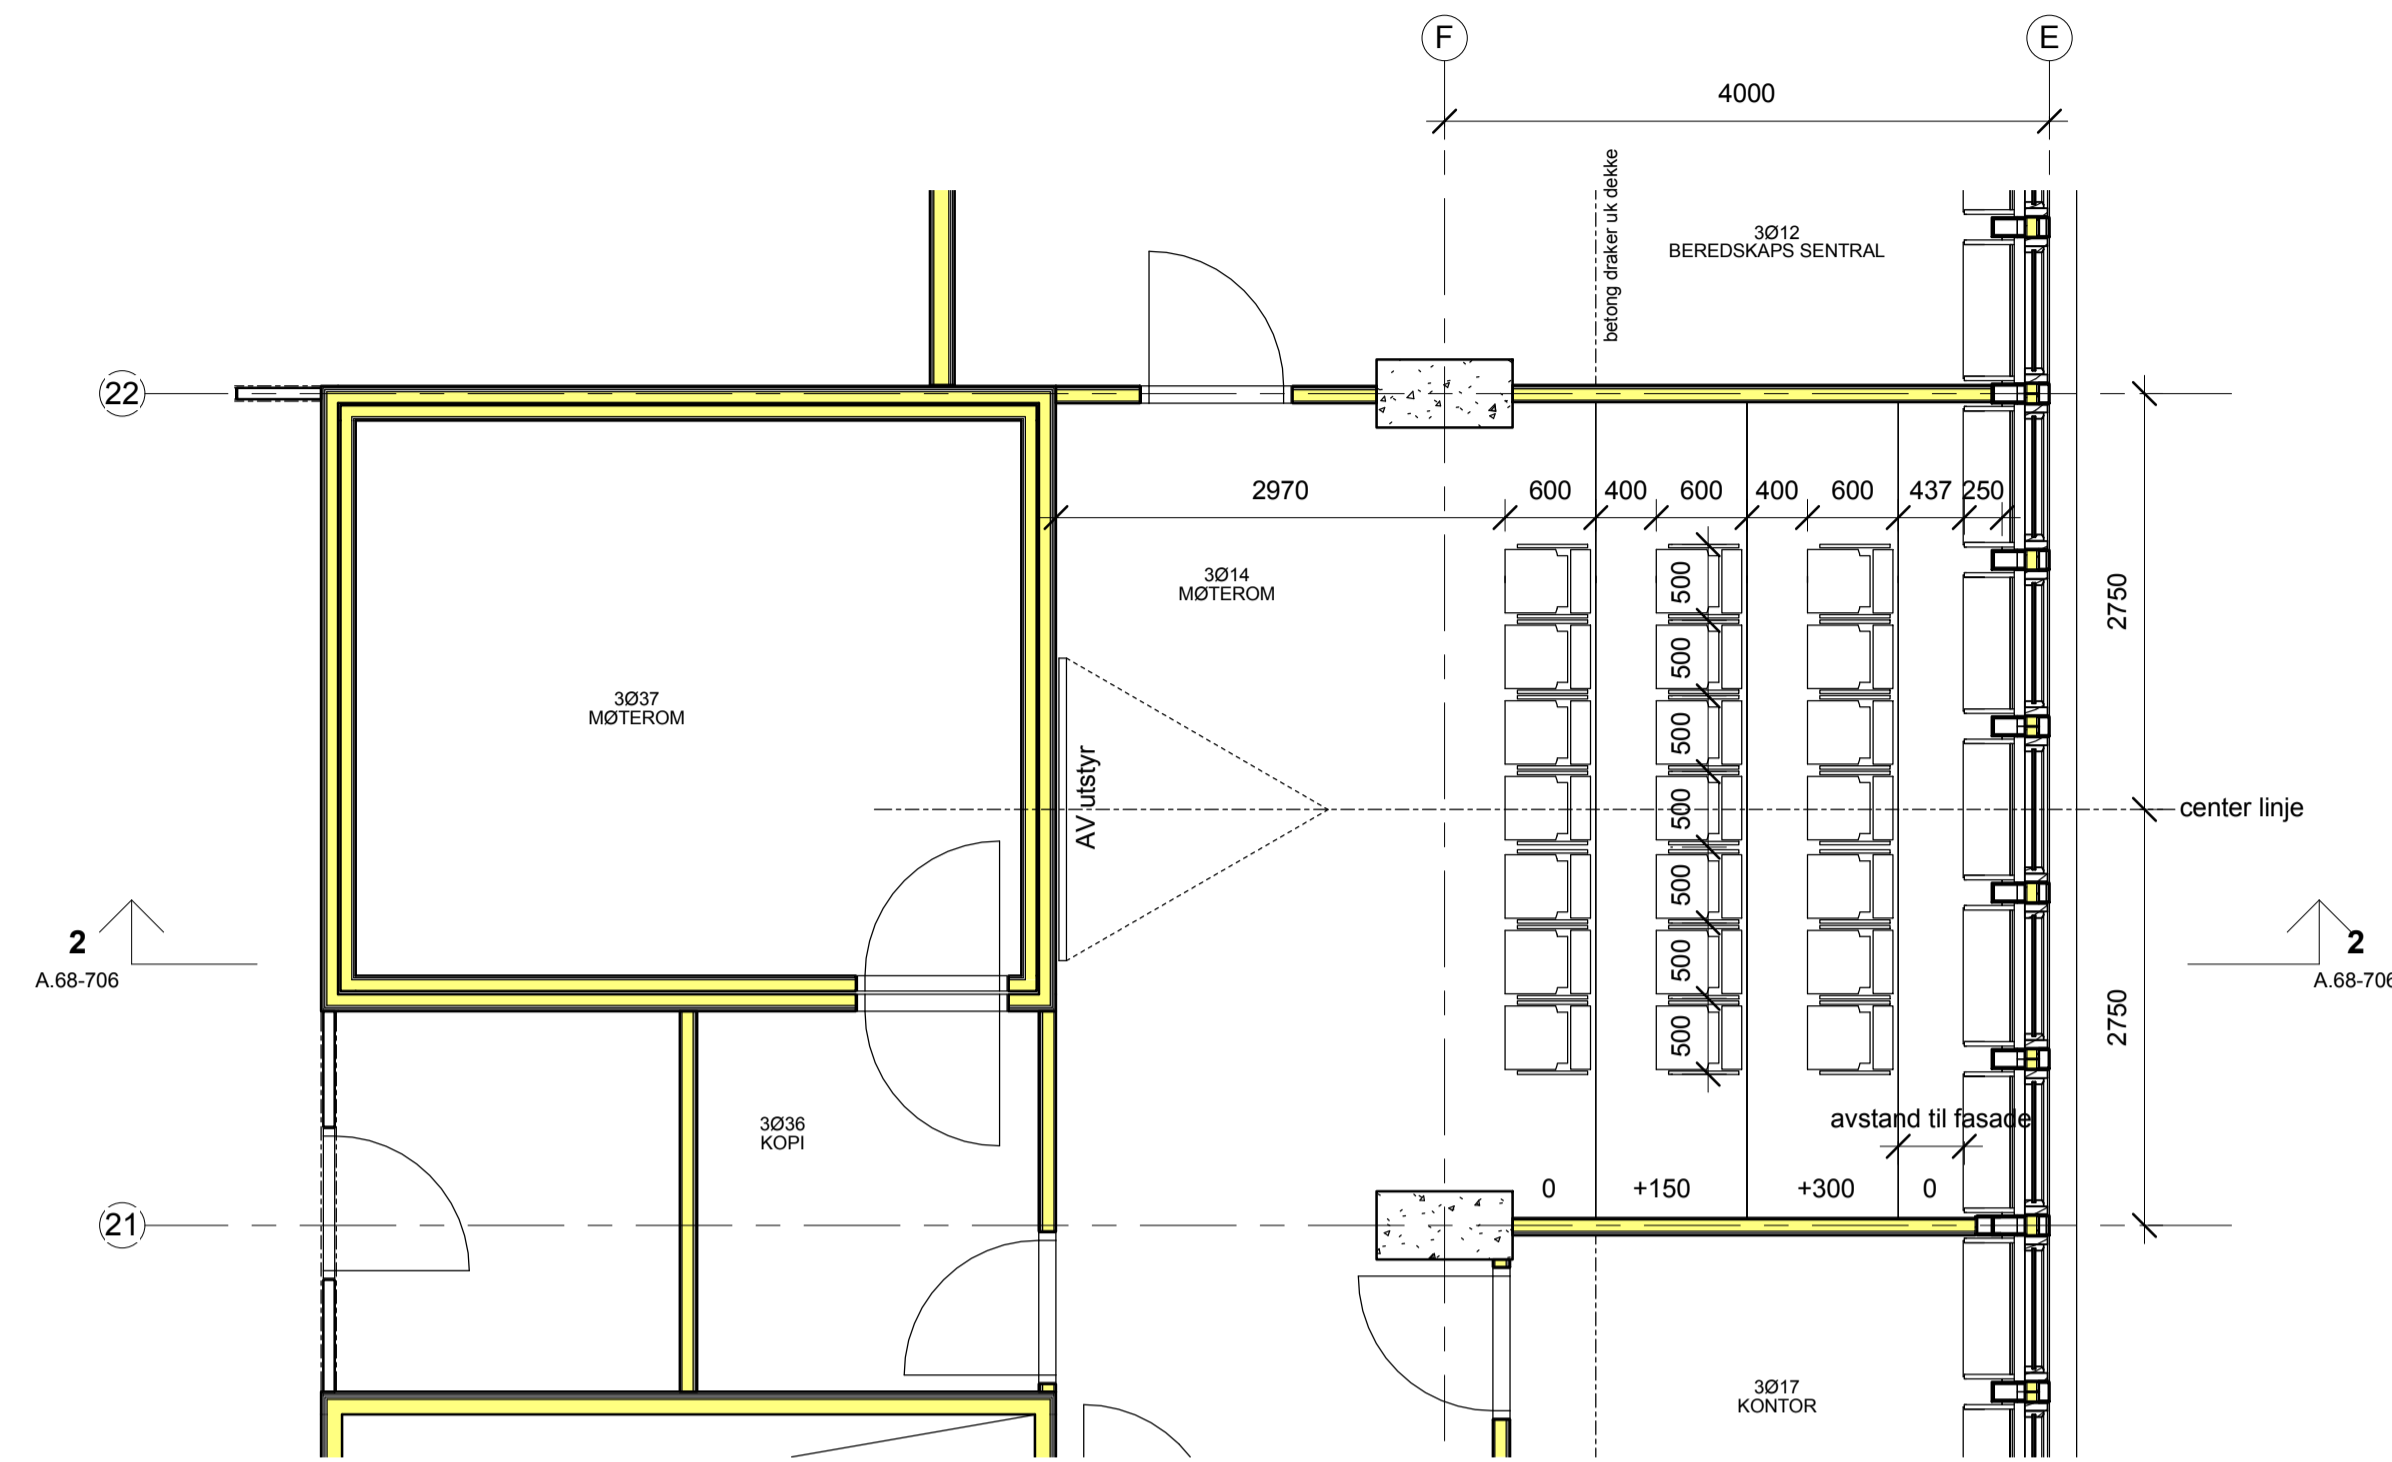 F
E
4000
betong draker uk dekke
3Ø12
BEREDSKAPS SENTRAL
22
2970
600
400
600
400
600
437
250
3Ø14
MØTEROM
500
500
500
500
500
500
500
2750
3Ø37
MØTEROM
AV utstyr
center linje
2
A.68-706
2
A.68-706
2750
3Ø36
KOPI
avstand til fasade
0
+150
+300
0
21
3Ø17
KONTOR